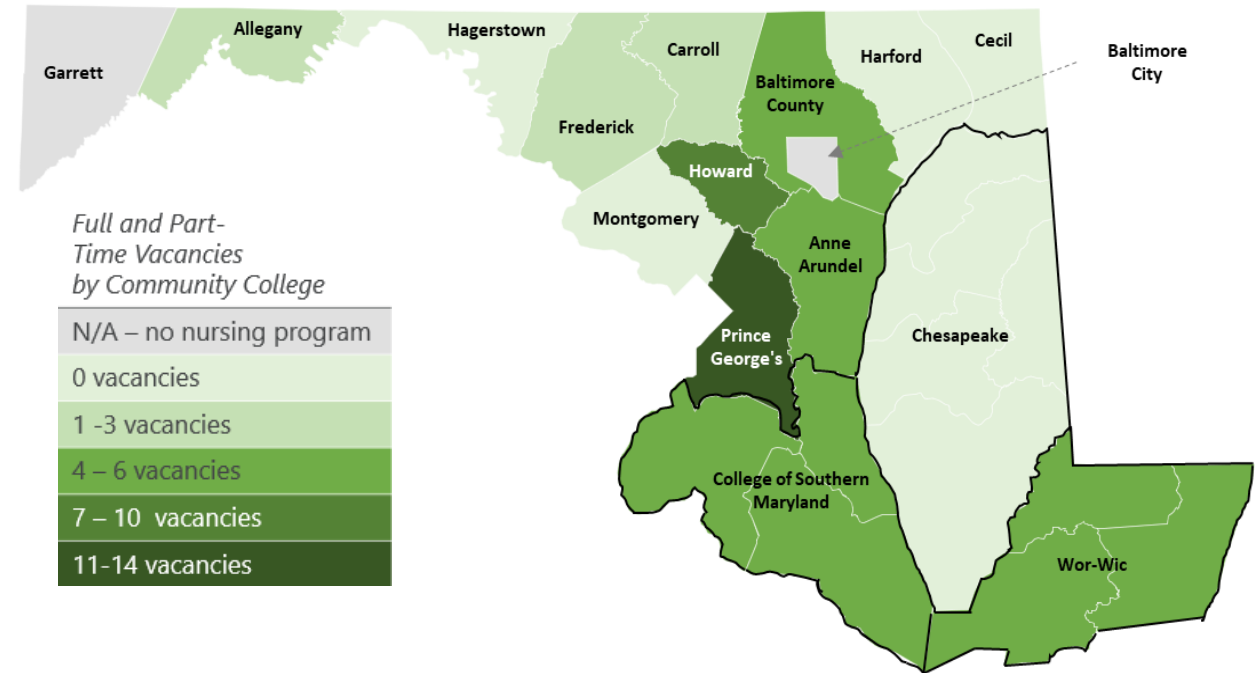 Allegany
Hagerstown
Garrett
Carroll
Frederick
Baltimore
County
Harford
Cecil
Baltimore
City
Howard
Montgomery
Anne
Arundel
Prince
George's
Chesapeake
College of Southern
Maryland
Wor-Wic
Full and Part-
Time Vacancies
by Community College
N/A – no nursing program
0 vacancies
1 -3 vacancies
4 – 6 vacancies
7 – 10 vacancies
11-14 vacancies